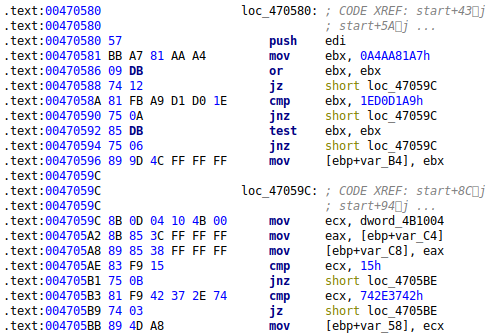 .text:00470580 loc_470580: ; CODE XREF: start+43↓j
.text:00470580 ; start+5A↓j ...
.text:00470580 57 push edi
.text:00470581 BB A7 81 AA A4 mov ebx, 0A4AA81A7h
.text:00470586 09 DB or ebx, ebx
.text:00470588 74 12 jz short loc_47059C
.text:0047058A 81 FB A9 D1 D0 1E cmp ebx, 1ED0D1A9h
.text:00470590 75 0A jnz short loc_47059C
.text:00470592 85 DB test ebx, ebx
.text:00470594 75 06 jnz short loc_47059C
.text:00470596 89 9D 4C FF FF FF mov [ebp+var_B4], ebx
.text:0047059C
.text:0047059C loc_47059C: ; CODE XREF: start+8C↑j
.text:0047059C ; start+94↑j ...
.text:0047059C 8B 0D 04 10 4B 00 mov ecx, dword_4B1004
.text:004705A2 8B 85 3C FF FF FF mov eax, [ebp+var_C4]
.text:004705A8 89 85 38 FF FF FF mov [ebp+var_C8], eax
.text:004705AE 83 F9 15 cmp ecx, 15h
.text:004705B1 75 0B jnz short loc_4705BE
.text:004705B3 81 F9 42 37 2E 74 cmp ecx, 742E3742h
.text:004705B9 74 03 jz short loc_4705BE
.text:004705BB 89 4D A8 mov [ebp+var_58], ecx